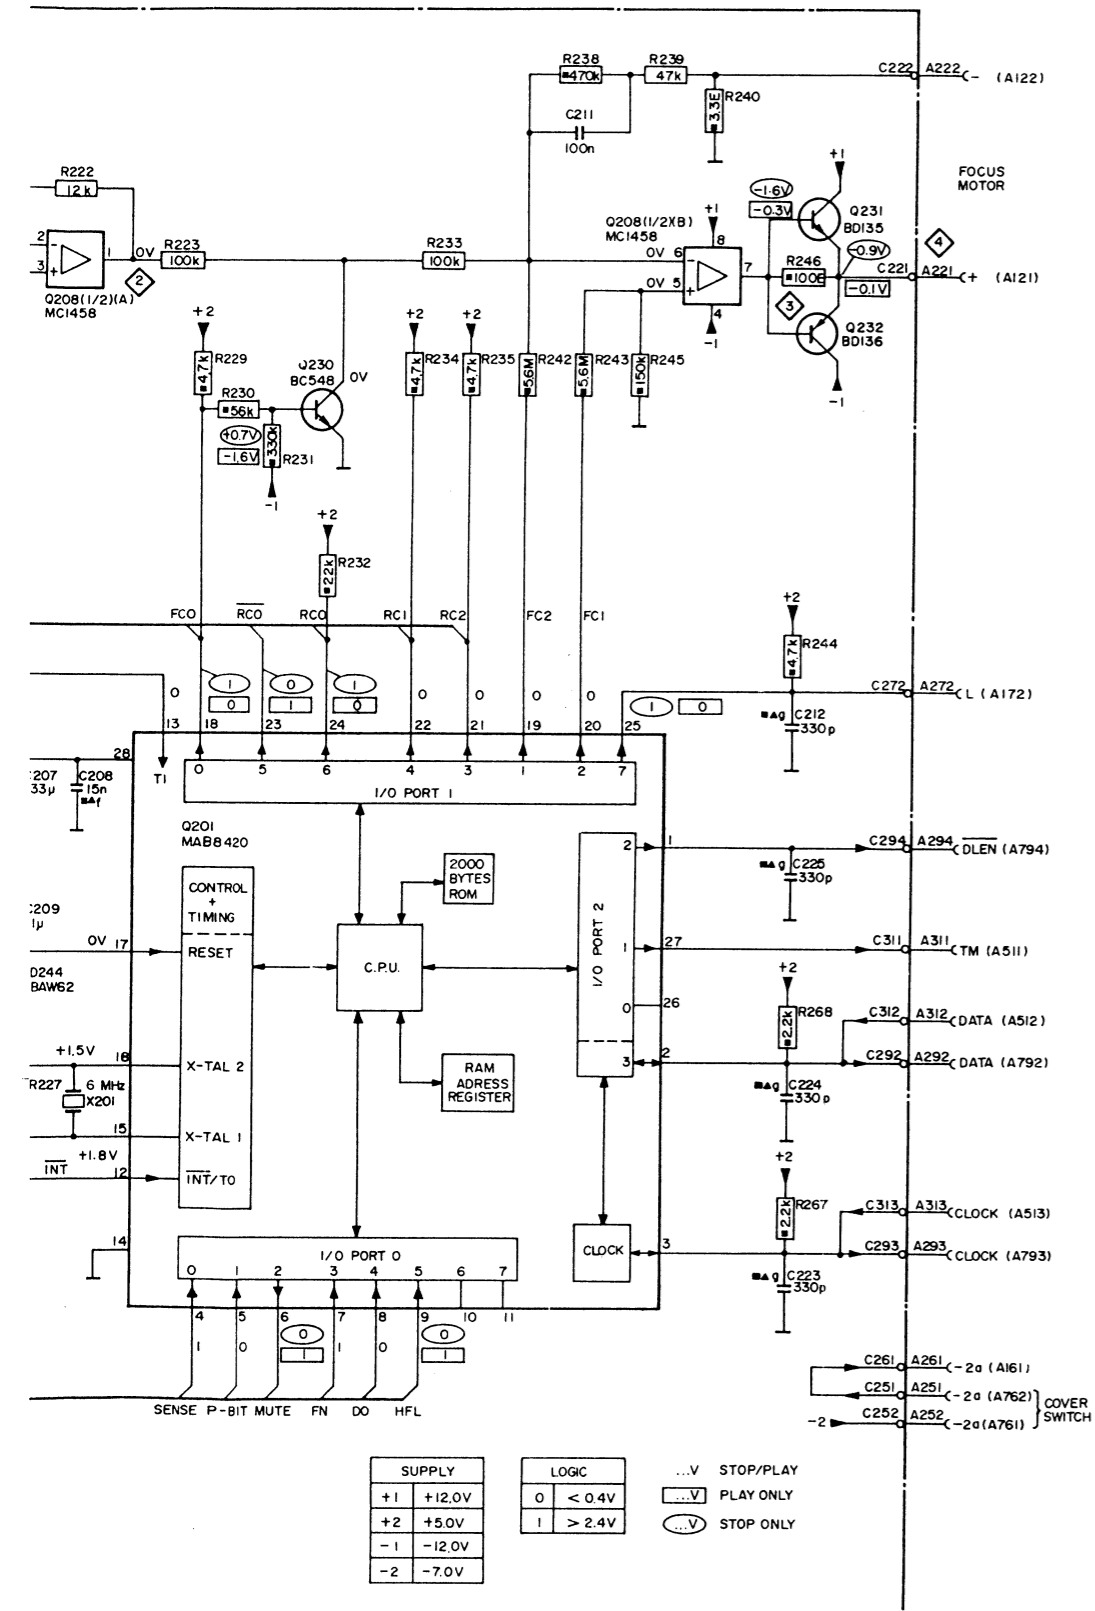 R238
R239
C222
A222
- (A122)
■470k
47k
■3.3E
R240
C211
100n
+1
FOCUS
MOTOR
R222
12k
-1.6V
-0.3V
Q231
BD135
Q208(1/2)(B)
MC1458
+1
8
2
-
3
+
1
0V
R223
100k
R233
100k
0V
6
-
0V
5
+
7
4
-1
R246
■100E
-0.9V
-0.1V
4
C221
A221
+ (A121)
2
3
Q208(1/2)(A)
MC1458
Q232
BD136
-1
+2
+2
+2
■4.7k
R229
Q230
BC548
0V
■4.7k
R234
■4.7k
R235
■5.6M
R242
■5.6M
R243
■150k
R245
R230
■56k
+0.7V
-1.6V
■330k
R231
-1
+2
■22k
R232
FC0
RC0
RC0
RC1
RC2
FC2
FC1
+2
■4.7k
R244
0
1
0
0
1
1
0
0
0
0
0
1
0
C272
A272
L (A172)
13
18
23
24
22
21
19
20
25
■▲g
C212
330p
28
T1
0
5
6
4
3
1
2
7
I/O PORT 1
C207
33µ
C208
15n
■▲f
Q201
MAB8420
2
1
C294
A294
DLEN (A794)
■▲g
C225
330p
CONTROL
+
TIMING
2000
BYTES
ROM
C209
1µ
0V
17
RESET
C.P.U.
I/O PORT 2
1
27
C311
A311
TM (A511)
D244
BAW62
+2
0
26
■2.2k
R268
C312
A312
DATA (A512)
3
2
C292
A292
DATA (A792)
+1.5V
16
X-TAL 2
RAM
ADRESS
REGISTER
■▲g
C224
330p
R227
6 MHz
X201
15
X-TAL 1
+1.8V
INT
12
INT/T0
+2
■2.2k
R267
C313
A313
CLOCK (A513)
14
CLOCK
3
C293
A293
CLOCK (A793)
I/O PORT 0
0
1
2
3
4
5
6
7
■▲g
C223
330p
4
5
6
7
8
9
10
11
1
0
0
1
1
0
0
1
C261
A261
-2a (A161)
C251
A251
-2a (A762)
-2
C252
A252
-2a (A761)
COVER
SWITCH
SENSE
P-BIT
MUTE
FN
DO
HFL
SUPPLY
+1 +12.0V
+2 +5.0V
-1 -12.0V
-2 -7.0V
LOGIC
0 < 0.4V
1 > 2.4V
...V STOP/PLAY
...V PLAY ONLY
...V STOP ONLY